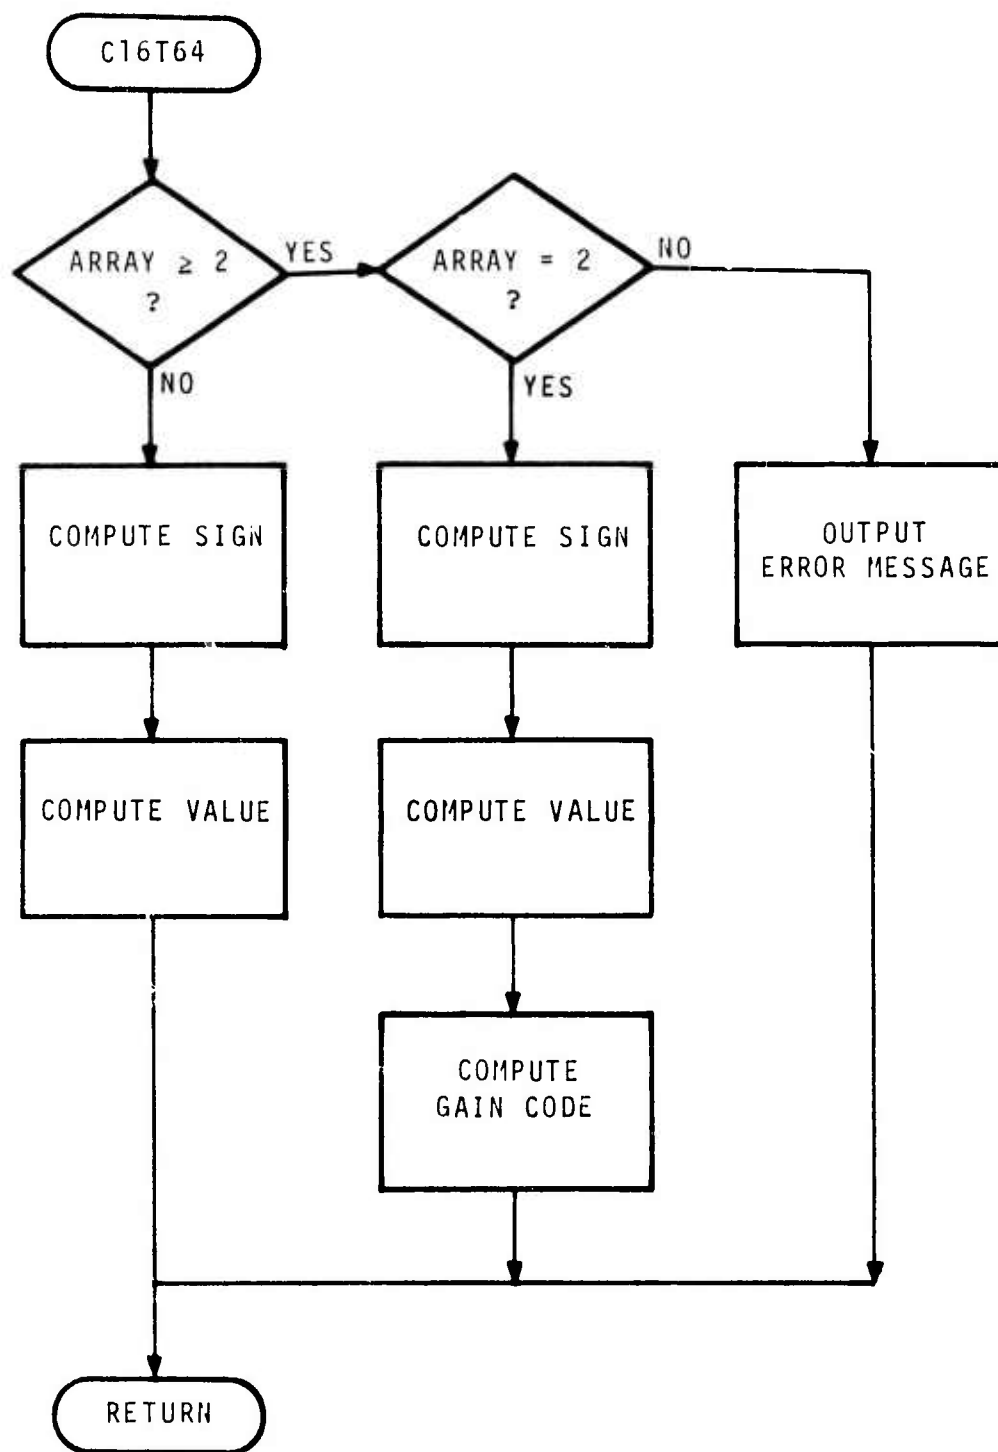 C16T64
ARRAY ≥ 2
?
YES
ARRAY = 2
?
NO
NO
YES
COMPUTE SIGN
COMPUTE SIGN
OUTPUT
ERROR MESSAGE
COMPUTE VALUE
COMPUTE VALUE
COMPUTE
GAIN CODE
RETURN